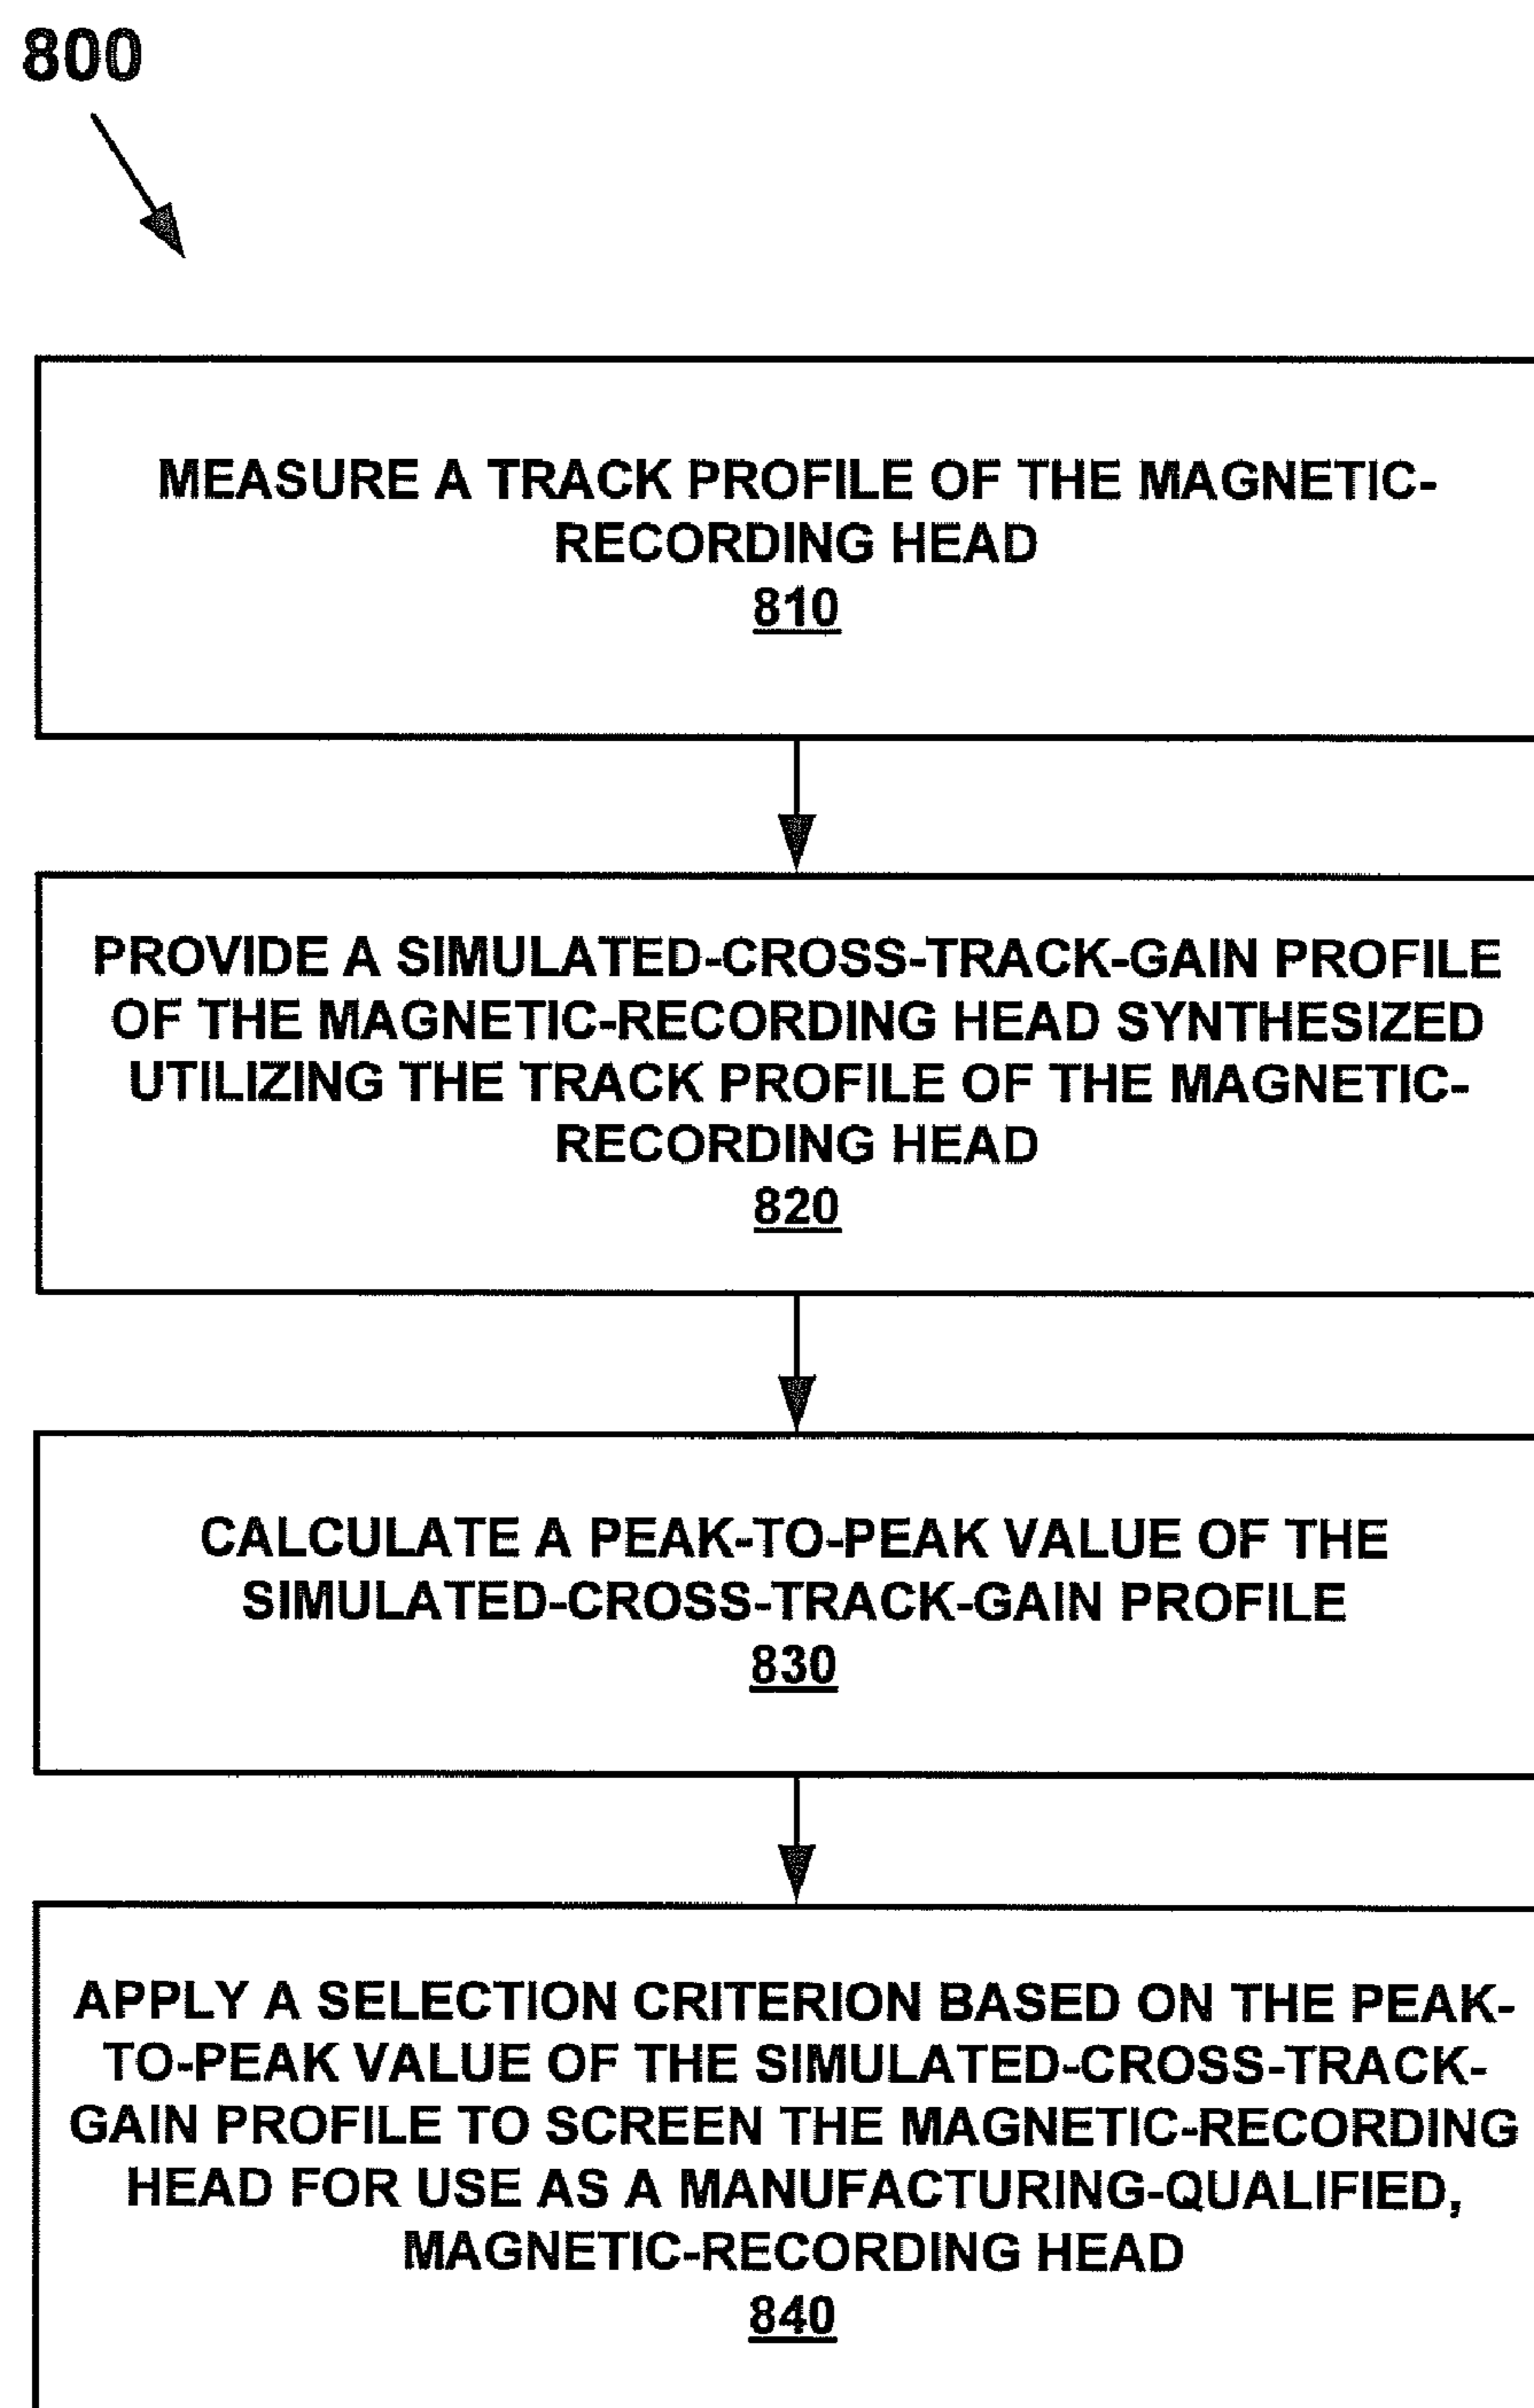 800
MEASURE A TRACK PROFILE OF THE MAGNETIC-
RECORDING HEAD
810
PROVIDE A SIMULATED-CROSS-TRACK-GAIN PROFILE
OF THE MAGNETIC-RECORDING HEAD SYNTHESIZED
UTILIZING THE TRACK PROFILE OF THE MAGNETIC-
RECORDING HEAD
820
CALCULATE A PEAK-TO-PEAK VALUE OF THE
SIMULATED-CROSS-TRACK-GAIN PROFILE
830
APPLY A SELECTION CRITERION BASED ON THE PEAK-
TO-PEAK VALUE OF THE SIMULATED-CROSS-TRACK-
GAIN PROFILE TO SCREEN THE MAGNETIC-RECORDING
HEAD FOR USE AS A MANUFACTURING-QUALIFIED,
MAGNETIC-RECORDING HEAD
840